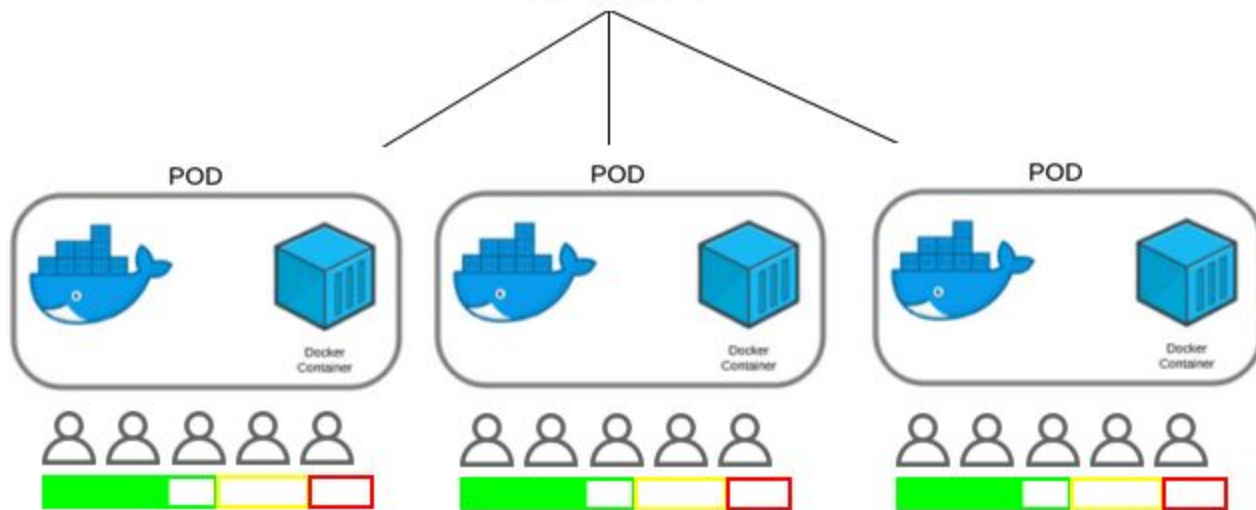 POD
POD
POD
Docker
Container
Docker
Container
Docker
Container